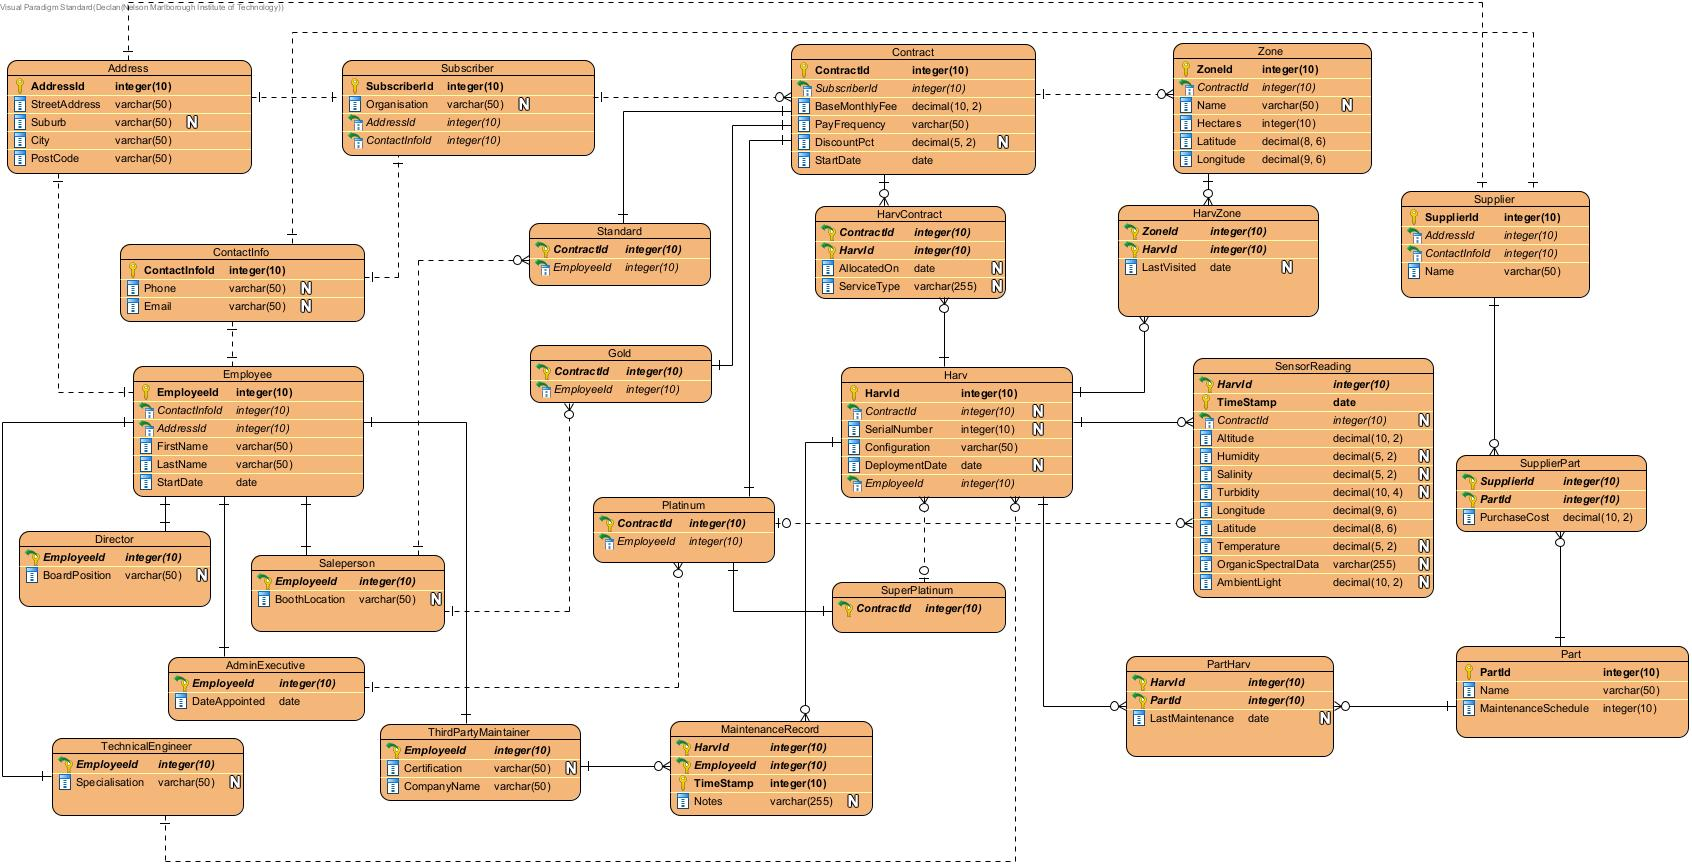 Visual Paradigm Standard(Declan(Nelson Marlborough Institute of Technology))
Address
AddressId integer(10)
StreetAddress varchar(50)
Suburb varchar(50) N
City varchar(50)
PostCode varchar(50)
Subscriber
SubscriberId integer(10)
Organisation varchar(50) N
AddressId integer(10)
ContactInfoId integer(10)
Contract
ContractId integer(10)
SubscriberId integer(10)
BaseMonthlyFee decimal(10, 2)
PayFrequency varchar(50)
DiscountPct decimal(5, 2) N
StartDate date
Zone
ZoneId integer(10)
ContractId integer(10)
Name varchar(50) N
Hectares integer(10)
Latitude decimal(8, 6)
Longitude decimal(9, 6)
Supplier
SupplierId integer(10)
AddressId integer(10)
ContactInfoId integer(10)
Name varchar(50)
ContactInfo
ContactInfoId integer(10)
Phone varchar(50) N
Email varchar(50) N
Standard
ContractId integer(10)
EmployeeId integer(10)
HarvContract
ContractId integer(10)
HarvId integer(10)
AllocatedOn date N
ServiceType varchar(255) N
HarvZone
ZoneId integer(10)
HarvId integer(10)
LastVisited date N
Gold
ContractId integer(10)
EmployeeId integer(10)
Employee
EmployeeId integer(10)
ContactInfoId integer(10)
AddressId integer(10)
FirstName varchar(50)
LastName varchar(50)
StartDate date
Harv
HarvId integer(10)
ContractId integer(10) N
SerialNumber integer(10) N
Configuration varchar(50)
DeploymentDate date N
EmployeeId integer(10)
SensorReading
HarvId integer(10)
TimeStamp date
ContractId integer(10) N
Altitude decimal(10, 2)
Humidity decimal(5, 2) N
Salinity decimal(5, 2) N
Turbidity decimal(10, 4) N
Longitude decimal(9, 6)
Latitude decimal(8, 6)
Temperature decimal(5, 2) N
OrganicSpectralData varchar(255) N
AmbientLight decimal(10, 2) N
SupplierPart
SupplierId integer(10)
PartId integer(10)
PurchaseCost decimal(10, 2)
Platinum
ContractId integer(10)
EmployeeId integer(10)
Director
EmployeeId integer(10)
BoardPosition varchar(50) N
Saleperson
EmployeeId integer(10)
BoothLocation varchar(50) N
SuperPlatinum
ContractId integer(10)
AdminExecutive
EmployeeId integer(10)
DateAppointed date
PartHarv
HarvId integer(10)
PartId integer(10)
LastMaintenance date N
Part
PartId integer(10)
Name varchar(50)
MaintenanceSchedule integer(10)
TechnicalEngineer
EmployeeId integer(10)
Specialisation varchar(50) N
ThirdPartyMaintainer
EmployeeId integer(10)
Certification varchar(50) N
CompanyName varchar(50)
MaintenanceRecord
HarvId integer(10)
EmployeeId integer(10)
TimeStamp integer(10)
Notes varchar(255) N